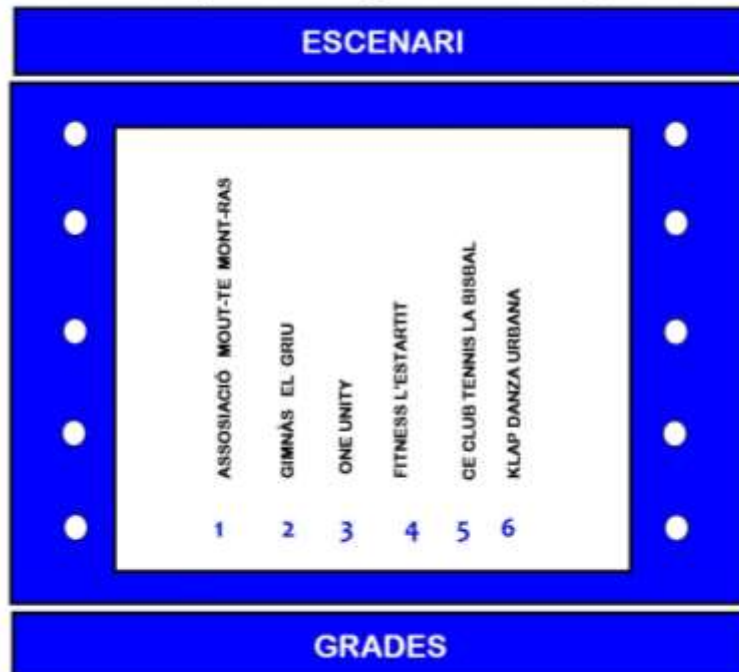 ESCENARI
ASSOSIACIÓ MOUT-TE MONT-RAS
GIMNÀS EL GRIU
ONE UNITY
FITNESS L'ESTARTIT
CE CLUB TENNIS LA BISBAL
KLAP DANZA URBANA
1 2 3 4 5 6
GRADES